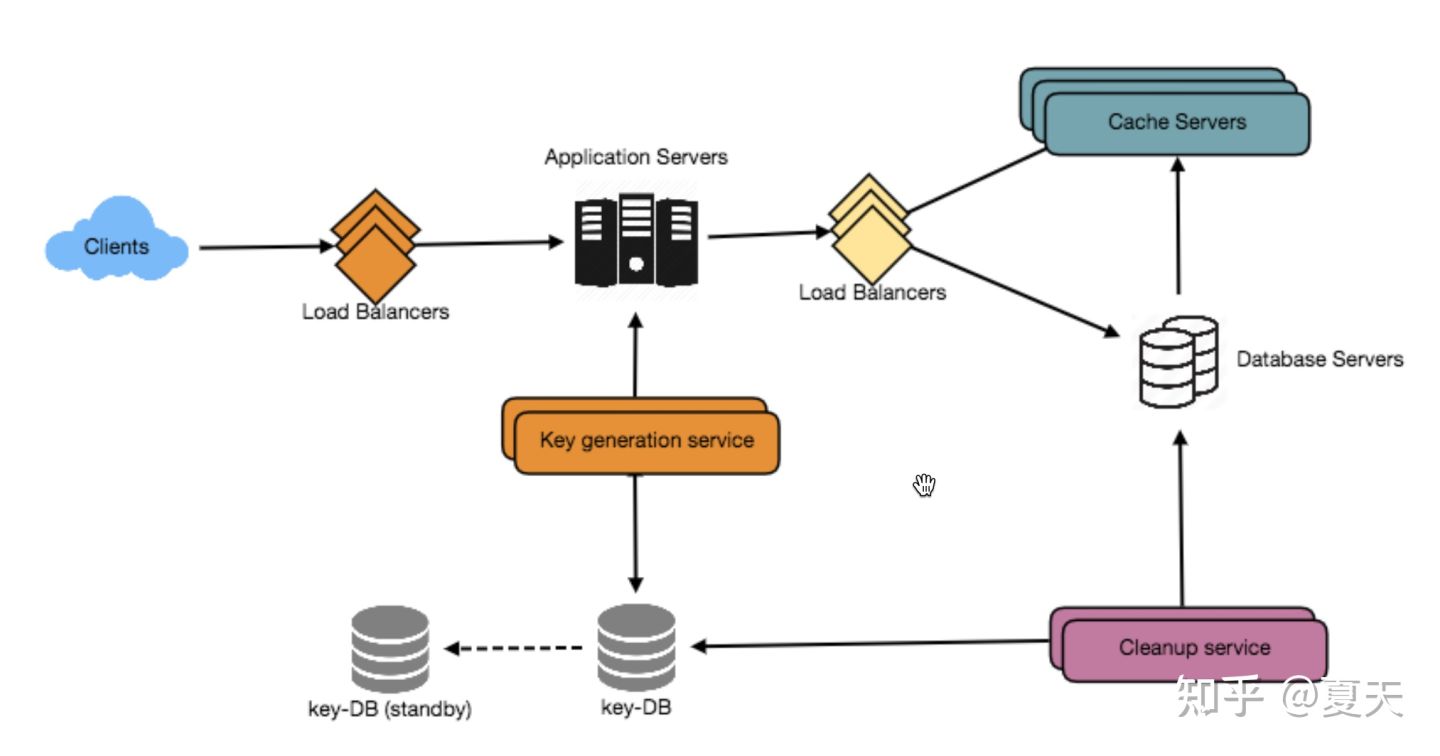 Cache Servers
Application Servers
Clients
Load Balancers
Load Balancers
Database Servers
Key generation service
Cleanup service
key-DB (standby)
key-DB
知乎 @夏天